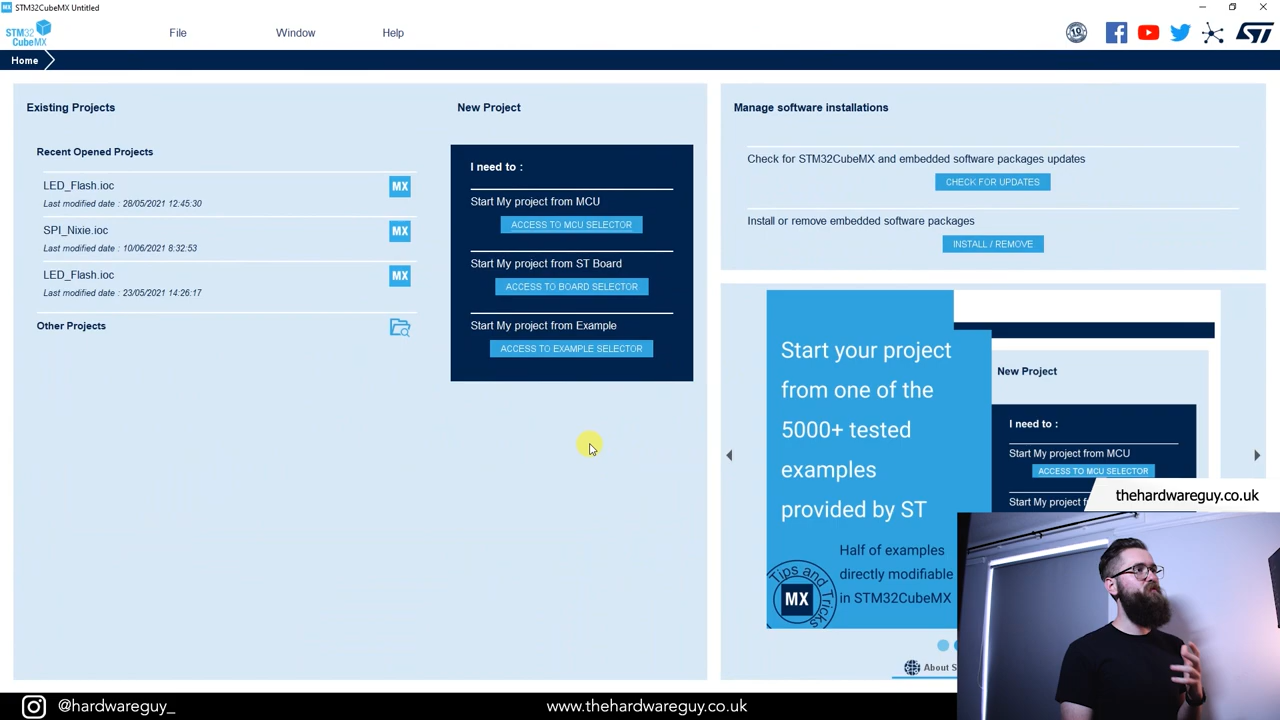 MX STM32CubeMX Untitled
STM32
CubeMX
File Window Help
10
ST
Home
Existing Projects
Recent Opened Projects
LED_Flash.ioc MX
Last modified date : 28/05/2021 12:45:30
SPI_Nixie.ioc MX
Last modified date : 10/06/2021 8:32:53
LED_Flash.ioc MX
Last modified date : 23/05/2021 14:26:17
Other Projects
New Project
I need to :
Start My project from MCU
ACCESS TO MCU SELECTOR
Start My project from ST Board
ACCESS TO BOARD SELECTOR
Start My project from Example
ACCESS TO EXAMPLE SELECTOR
Manage software installations
Check for STM32CubeMX and embedded software packages updates
CHECK FOR UPDATES
Install or remove embedded software packages
INSTALL / REMOVE
Start your project
from one of the
5000+ tested
examples
provided by ST
Half of examples
directly modifiable
in STM32CubeMX
Tips and Tricks
MX
New Project
I need to :
Start My project from MCU
ACCESS TO MCU SELECTOR
Start My project
About
thehardwareguy.co.uk
@hardwareguy_
www.thehardwareguy.co.uk